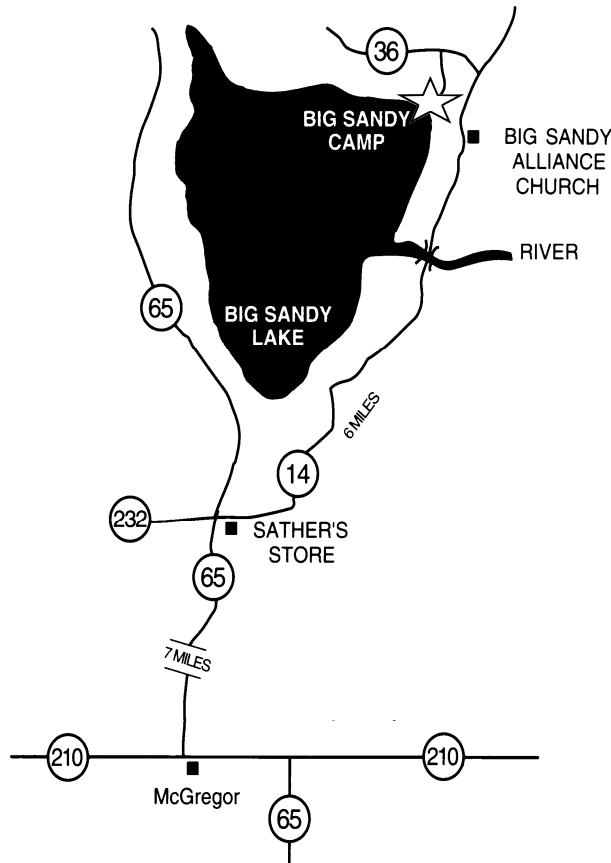 36
BIG SANDY
CAMP
BIG SANDY
ALLIANCE
CHURCH
RIVER
65
BIG SANDY
LAKE
6 MILES
14
232
SATHER'S
STORE
65
7 MILES
210
210
McGregor
65